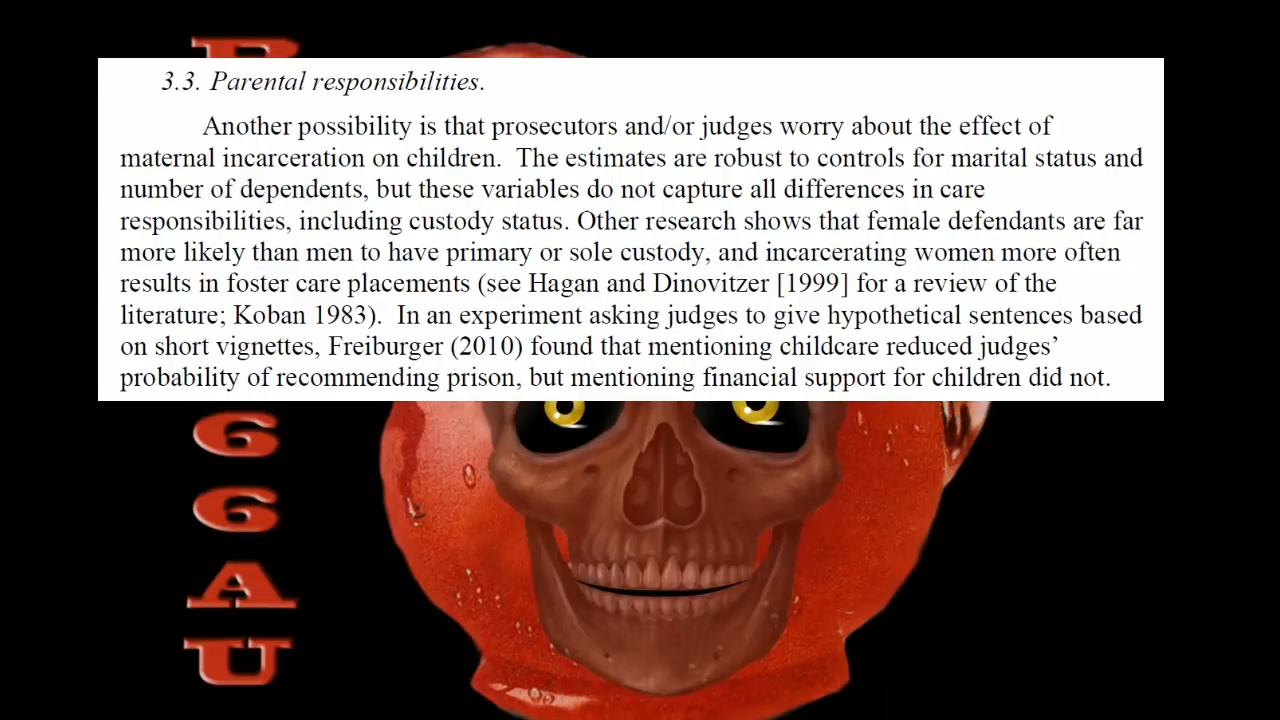 R
3.3. Parental responsibilities.
Another possibility is that prosecutors and/or judges worry about the effect of
maternal incarceration on children. The estimates are robust to controls for marital status and
number of dependents, but these variables do not capture all differences in care
responsibilities, including custody status. Other research shows that female defendants are far
more likely than men to have primary or sole custody, and incarcerating women more often
results in foster care placements (see Hagan and Dinovitzer [1999] for a review of the
literature; Koban 1983). In an experiment asking judges to give hypothetical sentences based
on short vignettes, Freiburger (2010) found that mentioning childcare reduced judges’
probability of recommending prison, but mentioning financial support for children did not.
6
6
A
U